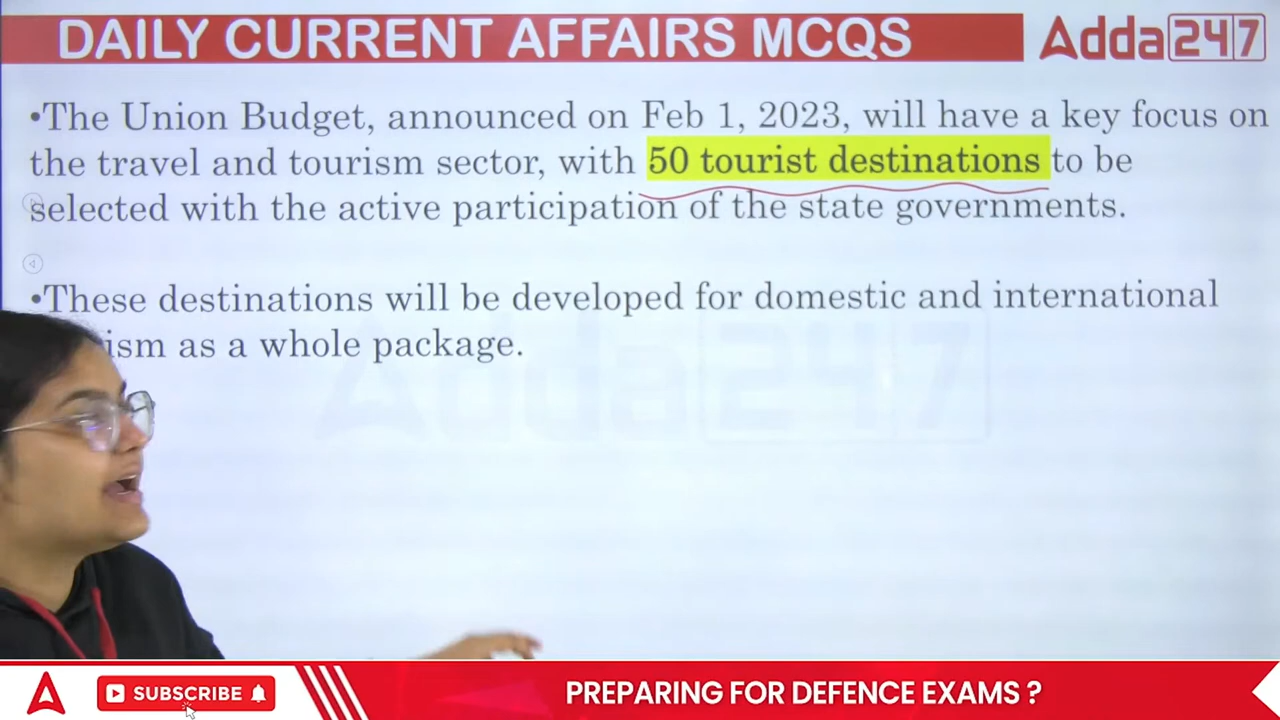 DAILY CURRENT AFFAIRS MCQS
Adda247
•The Union Budget, announced on Feb 1, 2023, will have a key focus on
the travel and tourism sector, with 50 tourist destinations to be
selected with the active participation of the state governments.
•These destinations will be developed for domestic and international
ism as a whole package.
Adda247
SUBSCRIBE
PREPARING FOR DEFENCE EXAMS ?